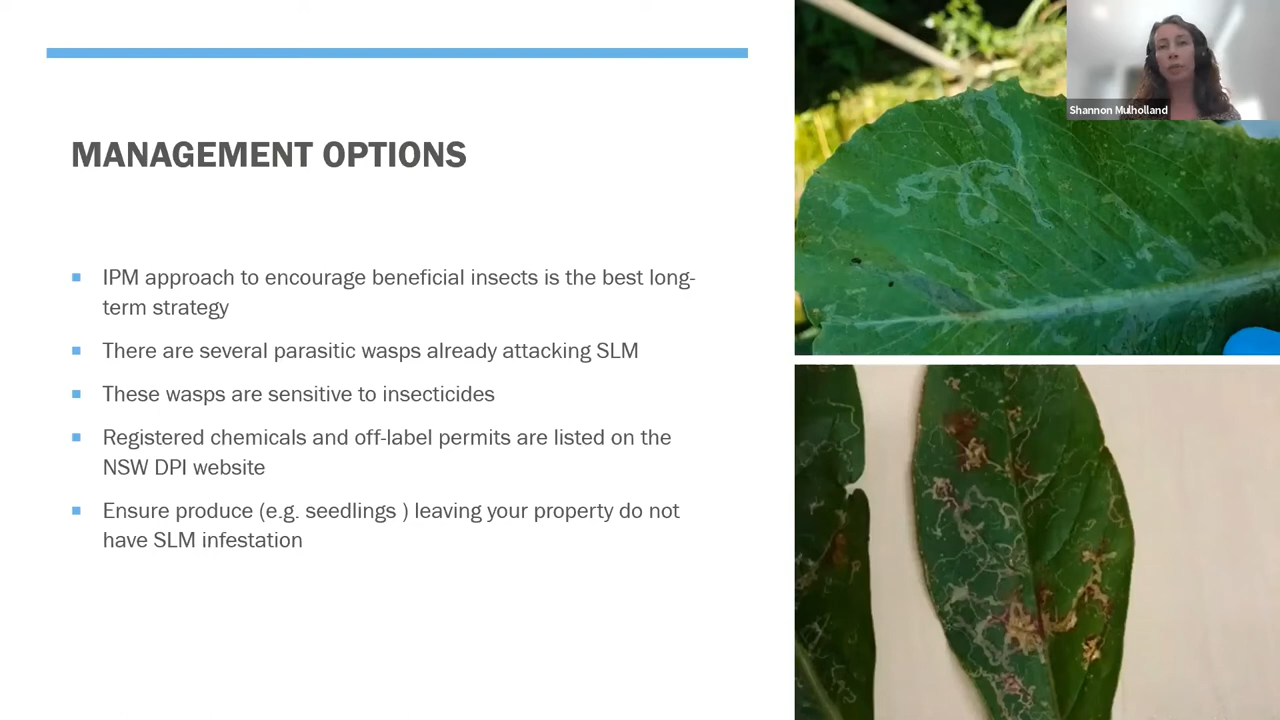 Shannon Mulholland
MANAGEMENT OPTIONS
IPM approach to encourage beneficial insects is the best long-
term strategy
There are several parasitic wasps already attacking SLM
These wasps are sensitive to insecticides
Registered chemicals and off-label permits are listed on the
NSW DPI website
Ensure produce (e.g. seedlings ) leaving your property do not
have SLM infestation